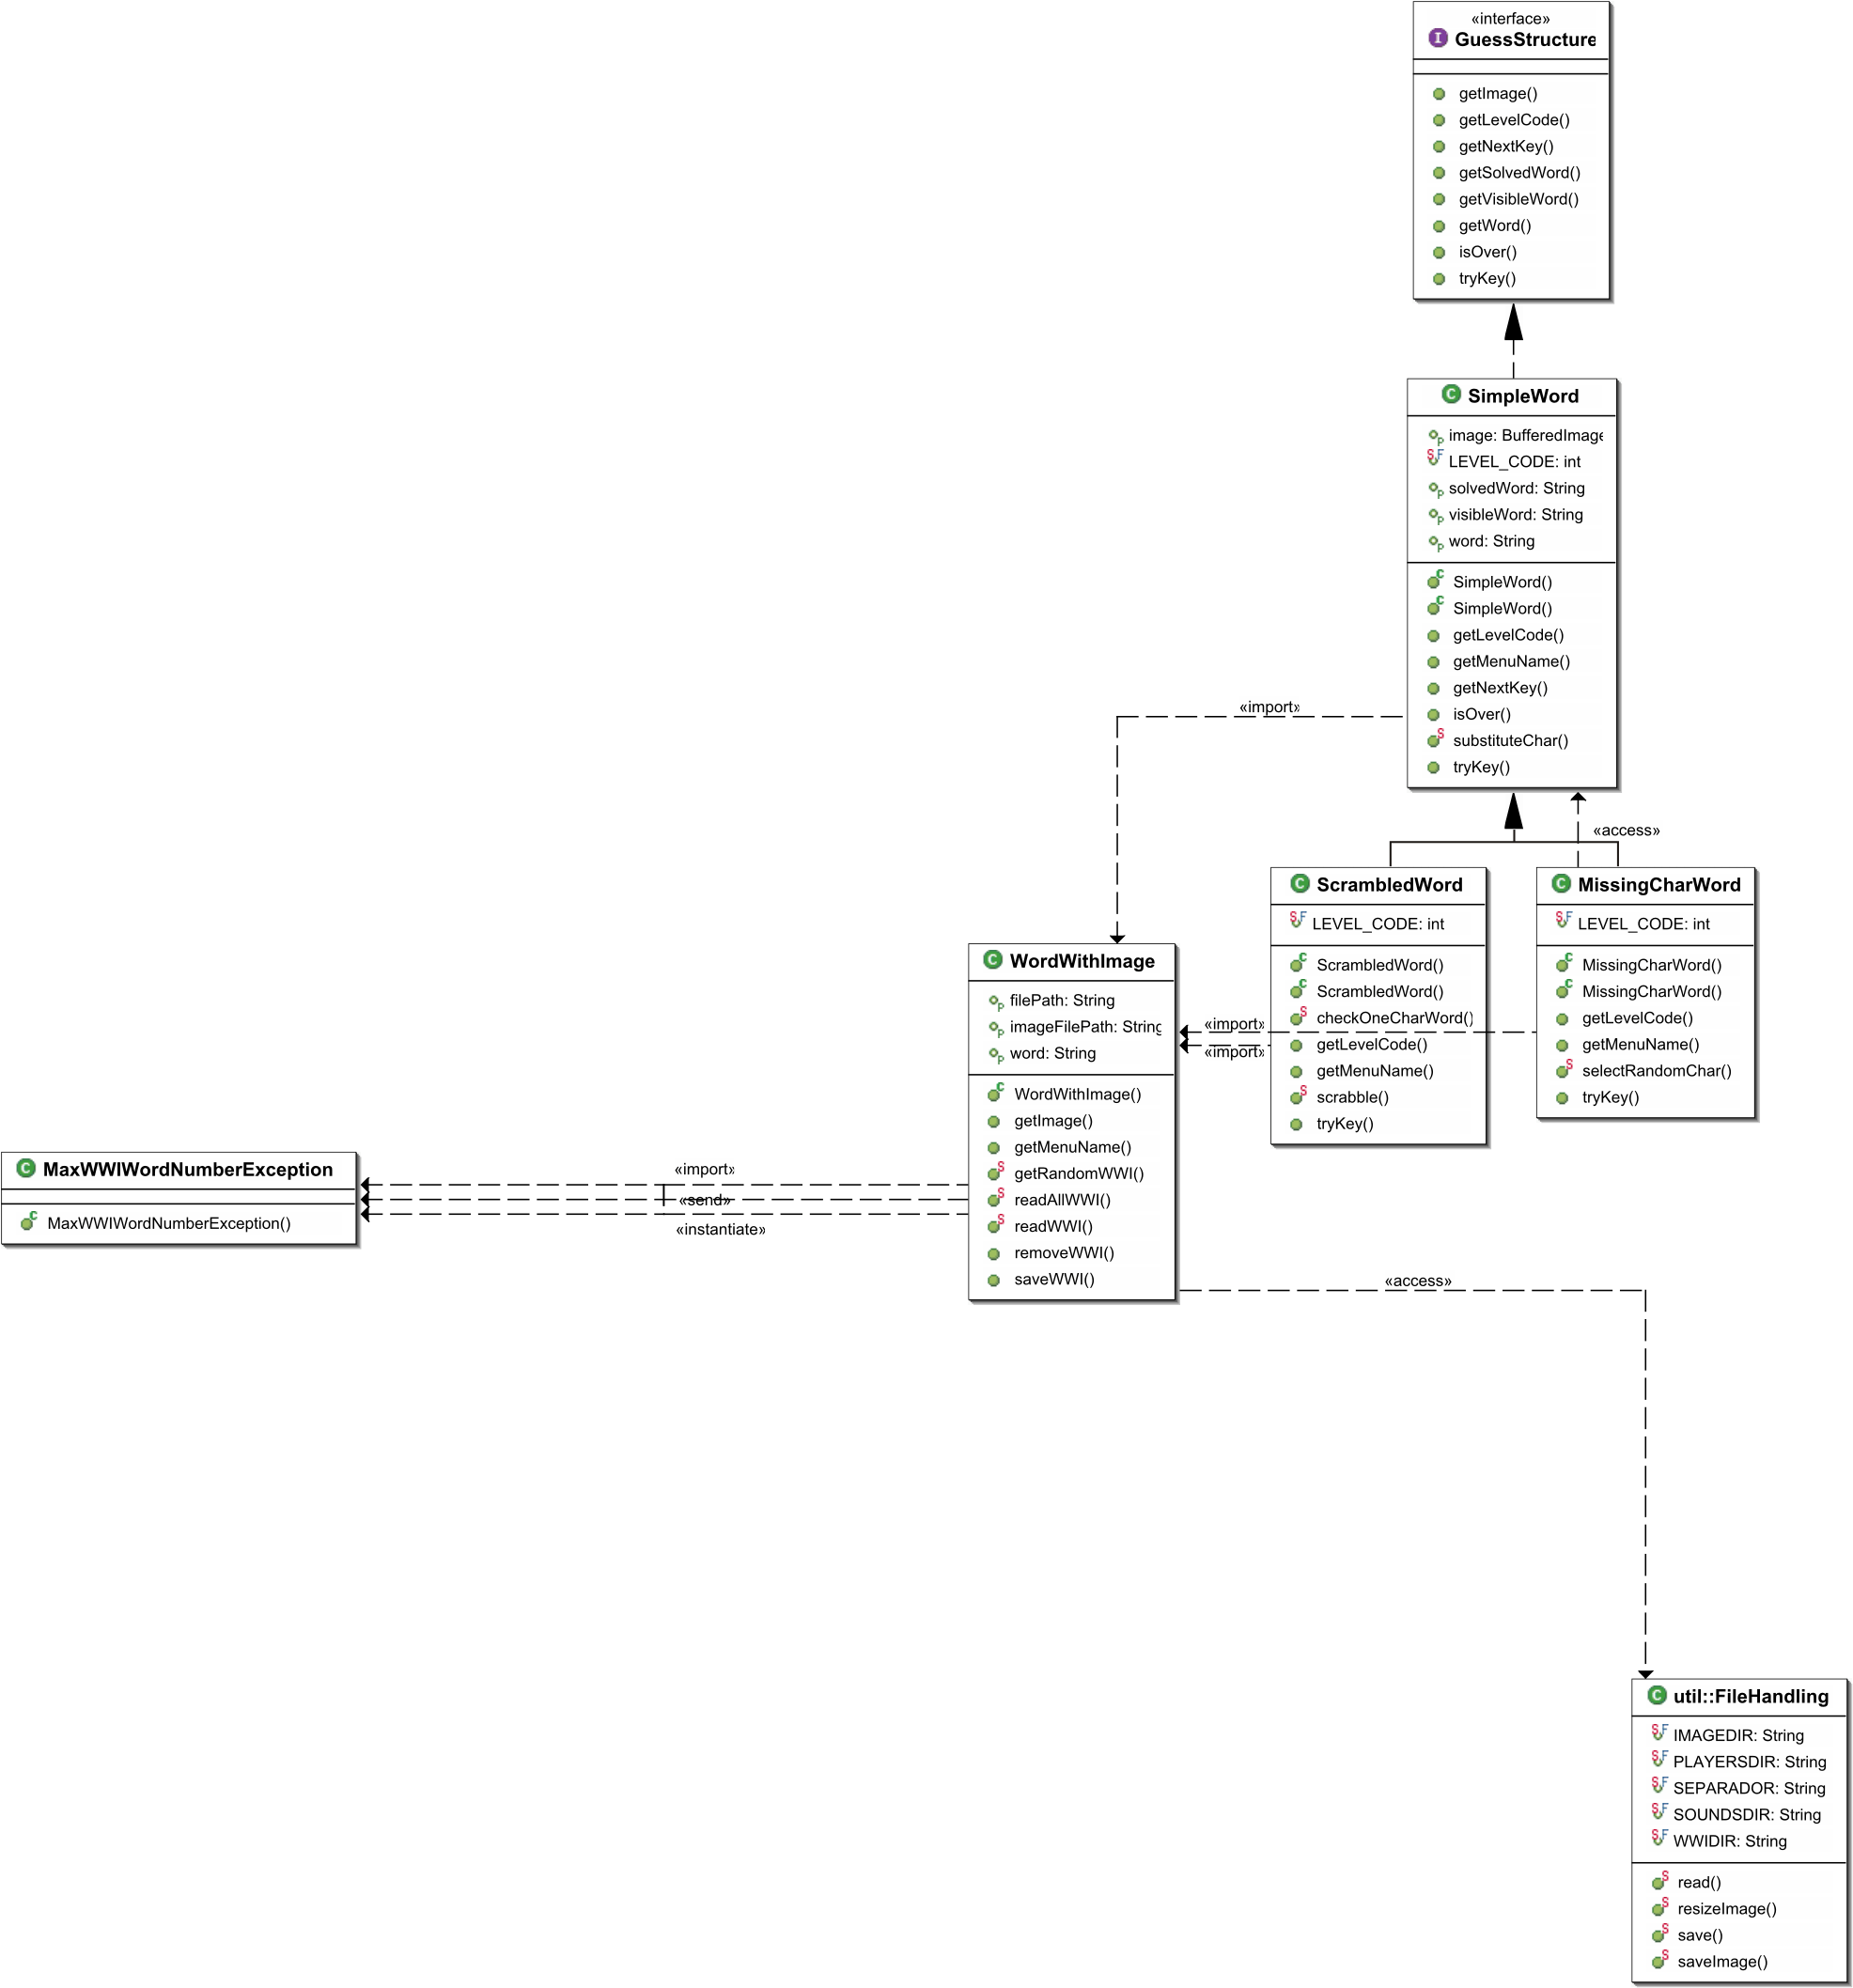 «interface»
GuessStructure
getImage()
getLevelCode()
getNextKey()
getSolvedWord()
getVisibleWord()
getWord()
isOver()
tryKey()
SimpleWord
image: BufferedImage
LEVEL_CODE: int
solvedWord: String
visibleWord: String
word: String
SimpleWord()
SimpleWord()
getLevelCode()
getMenuName()
getNextKey()
isOver()
substituteChar()
tryKey()
«import»
«access»
ScrambledWord
LEVEL_CODE: int
ScrambledWord()
ScrambledWord()
checkOneCharWord()
getLevelCode()
getMenuName()
scrabble()
tryKey()
MissingCharWord
LEVEL_CODE: int
MissingCharWord()
MissingCharWord()
getLevelCode()
getMenuName()
selectRandomChar()
tryKey()
«import»
«import»
WordWithImage
filePath: String
imageFilePath: String
word: String
WordWithImage()
getImage()
getMenuName()
getRandomWWI()
readAllWWI()
readWWI()
removeWWI()
saveWWI()
«import»
«send»
«instantiate»
MaxWWIWordNumberException
MaxWWIWordNumberException()
«access»
util::FileHandling
IMAGEDIR: String
PLAYERSDIR: String
SEPARADOR: String
SOUNDSDIR: String
WWIDIR: String
read()
resizeImage()
save()
saveImage()